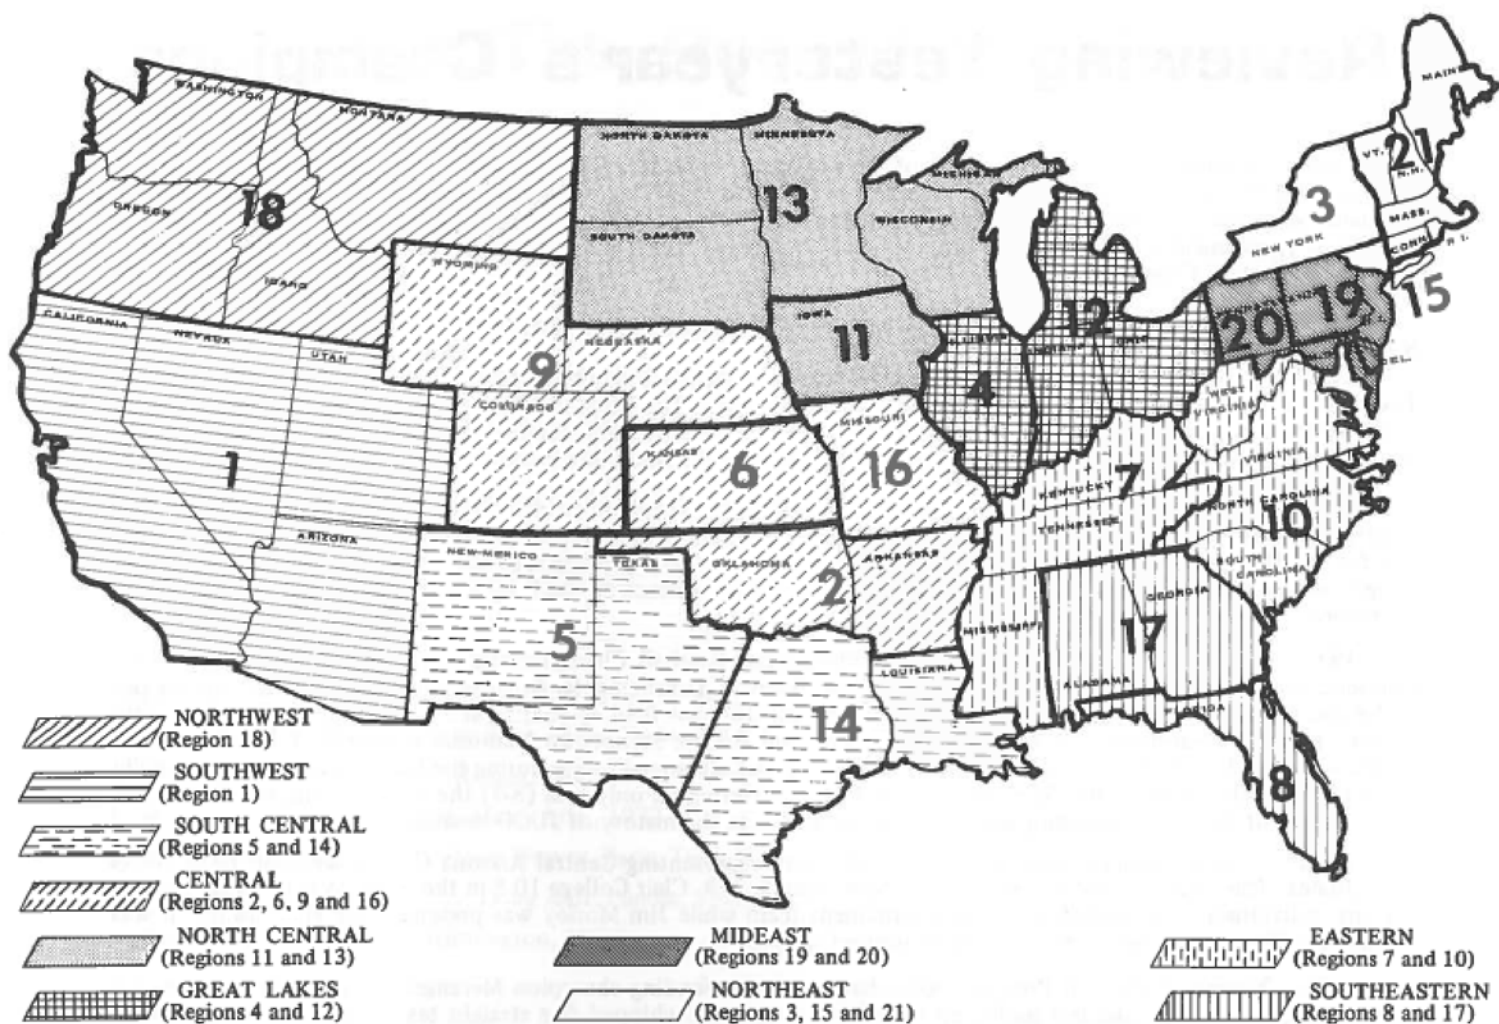 MAINE
WASHINGTON
MONTANA
NORTH DAKOTA
MINNESOTA
MICHIGAN
VT.
21
N.H.
18
OREGON
13
WISCONSIN
3
MASS.
SOUTH DAKOTA
NEW YORK
CONN.
R I.
WYOMING
IDAHO
15
CALIFORNIA
NEVADA
UTAH
IOWA
12
20
19
NEBRASKA
11
ILLINOIS
INDIANA
OHIO
DEL.
9
COLORADO
4
WEST
VIRGINIA
MISSOURI
1
KANSAS
6
16
VIRGINIA
KENTUCKY
7
NORTH CAROLINA
TENNESSEE
10
ARIZONA
NEW MEXICO
TEXAS
OKLAHOMA
ARKANSAS
SOUTH
CAROLINA
2
GEORGIA
5
MISSISSIPPI
17
LOUISIANA
ALABAMA
FLORIDA
14
8
NORTHWEST
(Region 18)
SOUTHWEST
(Region 1)
SOUTH CENTRAL
(Regions 5 and 14)
CENTRAL
(Regions 2, 6, 9 and 16)
NORTH CENTRAL
(Regions 11 and 13)
GREAT LAKES
(Regions 4 and 12)
MIDEAST
(Regions 19 and 20)
NORTHEAST
(Regions 3, 15 and 21)
EASTERN
(Regions 7 and 10)
SOUTHEASTERN
(Regions 8 and 17)